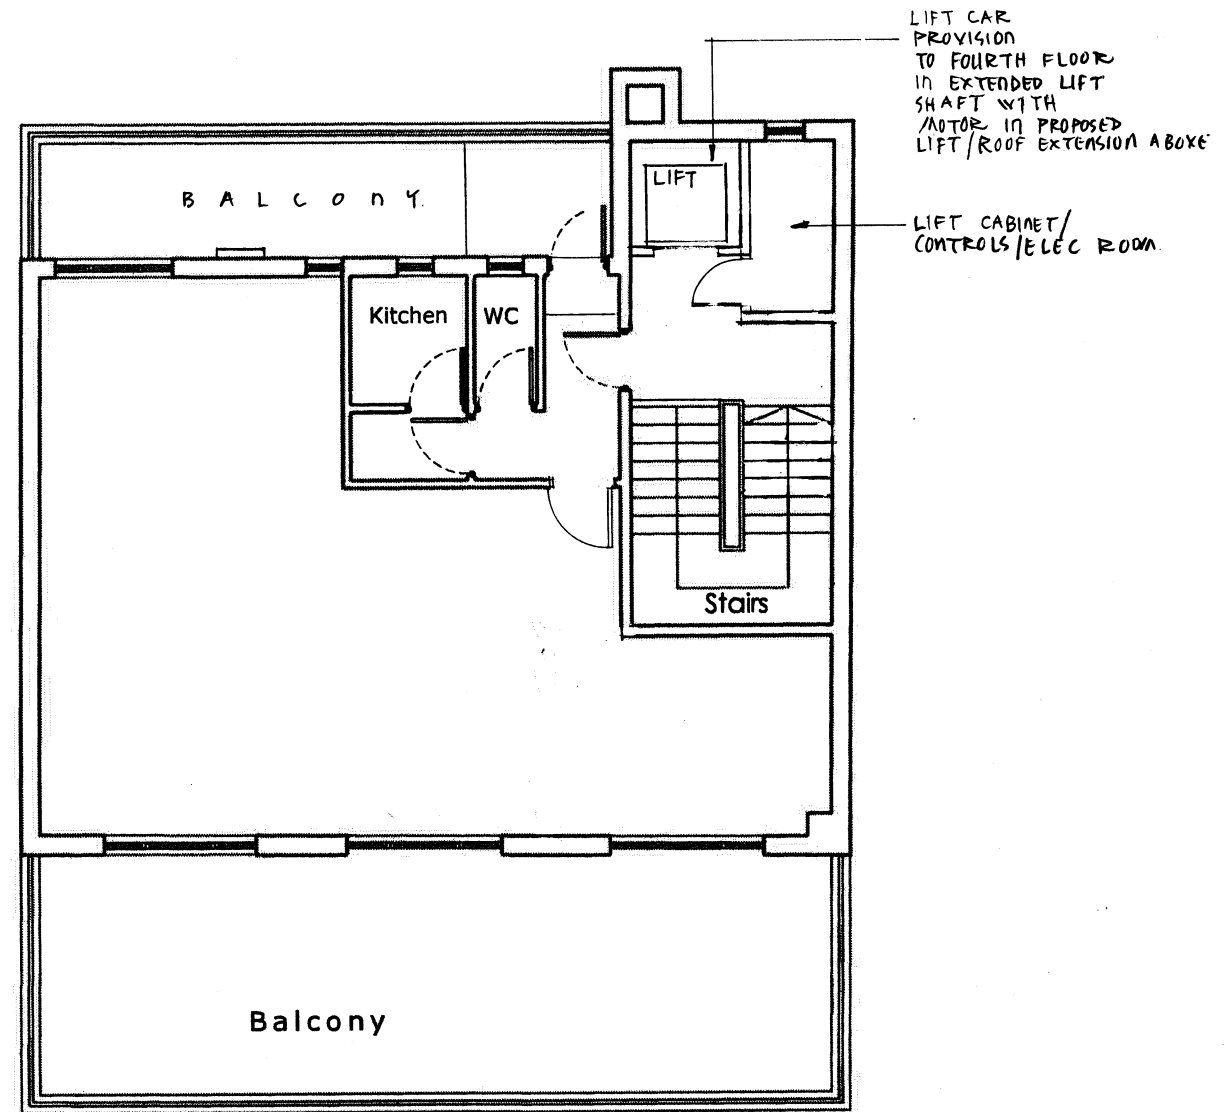 LIFT CAR
PROVISION
TO FOURTH FLOOR
IN EXTENDED LIFT
SHAFT WITH
MOTOR IN PROPOSED
LIFT/ROOF EXTENSION ABOVE
LIFT
BALCONY
LIFT CABINET/
CONTROLS/ELEC ROOM.
Kitchen
WC
Stairs
Balcony